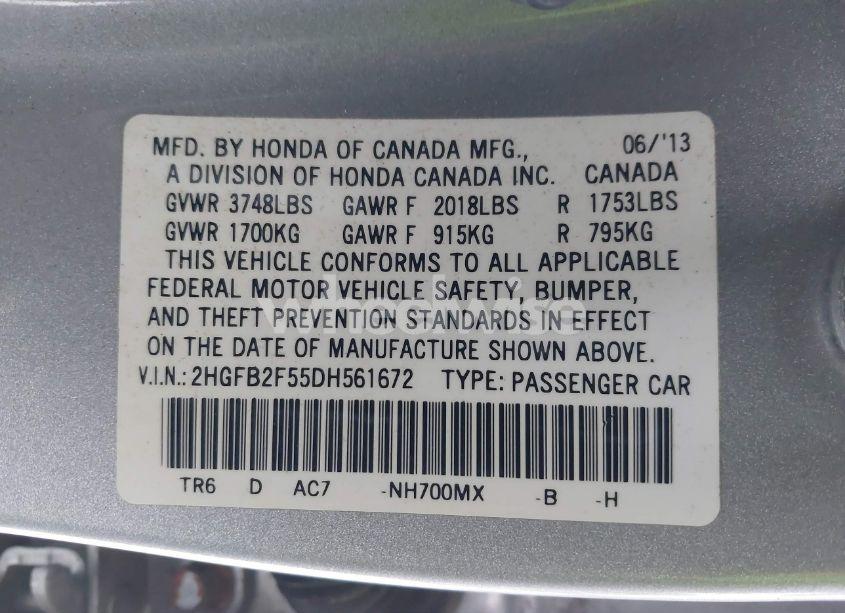 MFD. BY HONDA OF CANADA MFG., 06/'13
A DIVISION OF HONDA CANADA INC. CANADA
GVWR 3748LBS GAWR F 2018LBS R 1753LBS
GVWR 1700KG GAWR F 915KG R 795KG
THIS VEHICLE CONFORMS TO ALL APPLICABLE
FEDERAL MOTOR VEHICLE SAFETY, BUMPER,
AND THEFT PREVENTION STANDARDS IN EFFECT
ON THE DATE OF MANUFACTURE SHOWN ABOVE.
V.I.N.: 2HGFB2F55DH561672 TYPE: PASSENGER CAR
TR6 D AC7 -NH700MX -B -H
wheelwise